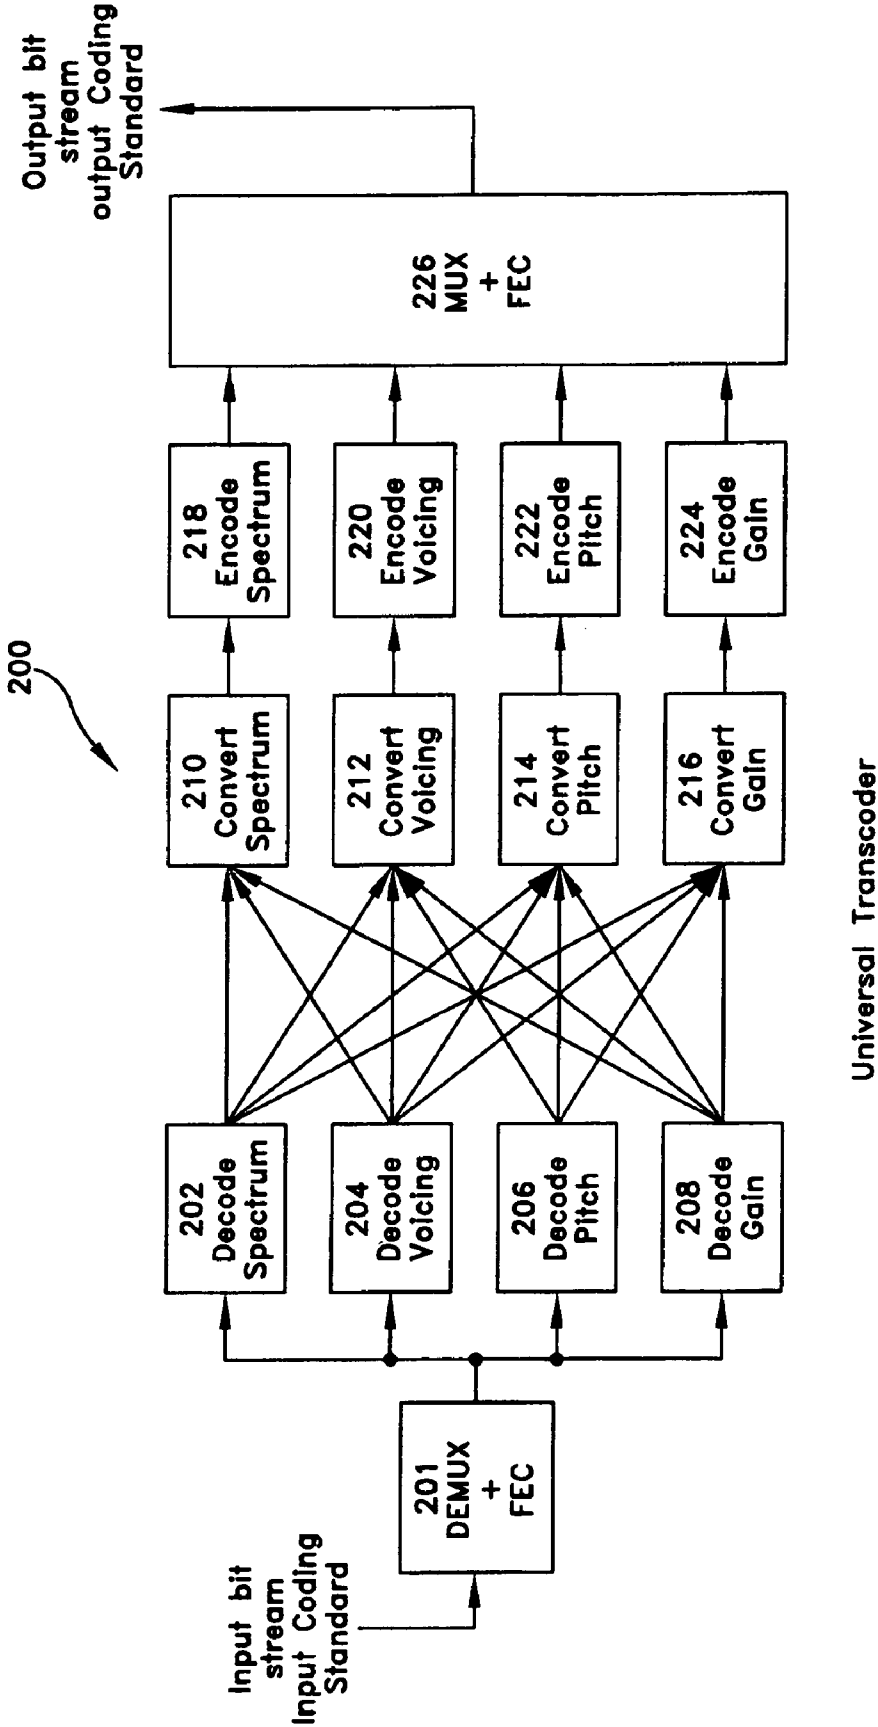 200
Input bit
stream
Input Coding
Standard
201
DEMUX
+
FEC
202
Decode
Spectrum
204
Decode
Voicing
206
Decode
Pitch
208
Decode
Gain
210
Convert
Spectrum
212
Convert
Voicing
214
Convert
Pitch
216
Convert
Gain
218
Encode
Spectrum
220
Encode
Voicing
222
Encode
Pitch
224
Encode
Gain
226
MUX
+
FEC
Output bit
stream
output Coding
Standard
Universal Transcoder